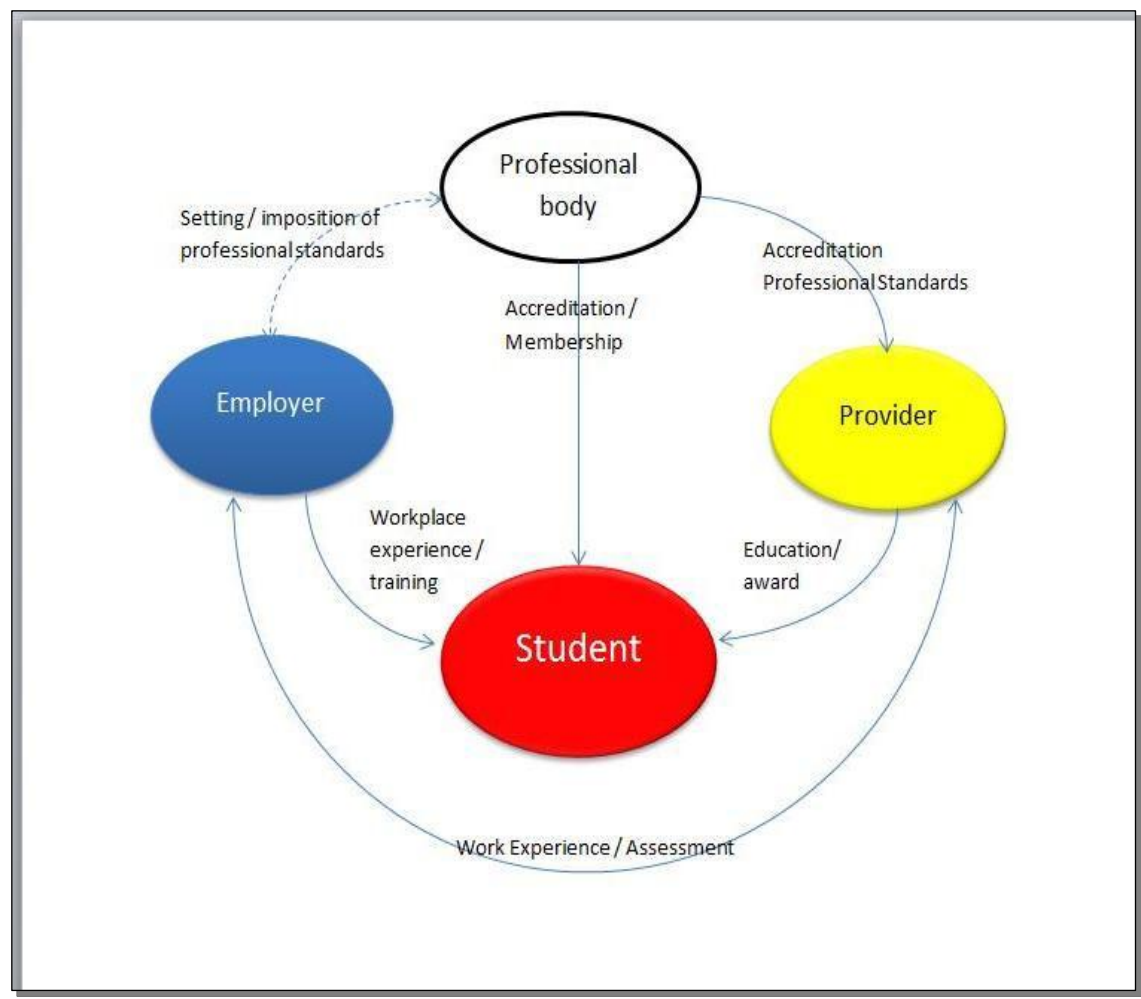 Professional
body
Setting / imposition of
professional standards
Accreditation
Professional Standards
Accreditation /
Membership
Employer
Provider
Workplace
experience /
training
Education/
award
Student
Work Experience / Assessment